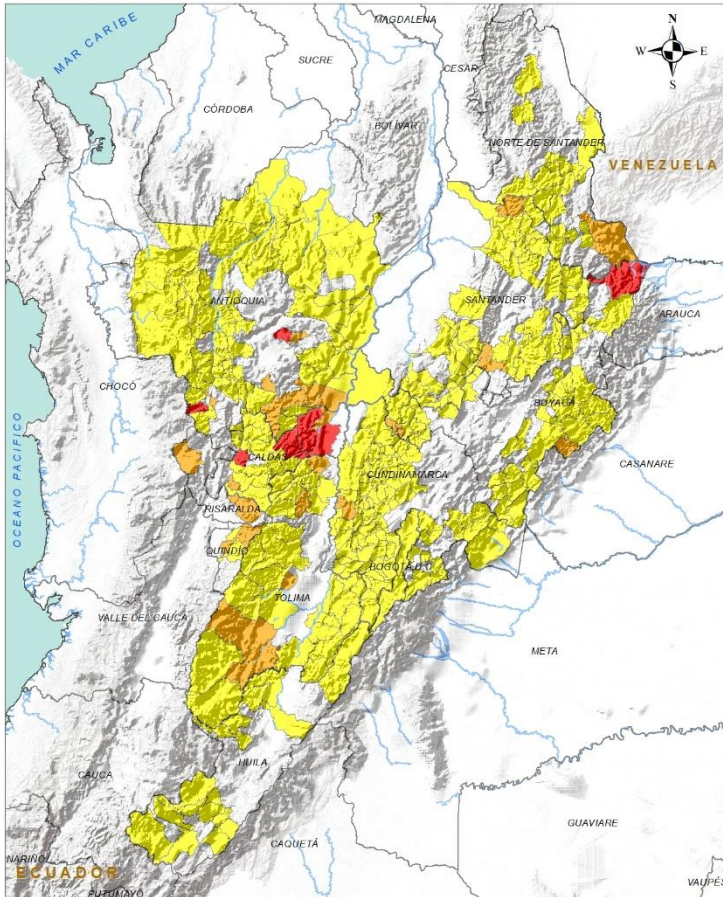 MAGDALENA
N
W E
S
MAR CARIBE
SUCRE
CESAR
CÓRDOBA
BOLÍVAR
NORTE DE SANTANDER
VENEZUELA
ANTIOQUIA
SANTANDER
ARAUCA
CHOCÓ
BOYACÁ
OCEANO PACIFICO
CALDAS
CUNDINAMARCA
CASANARE
RISARALDA
QUINDÍO
BOGOTÁ D.C.
TOLIMA
VALLE DEL CAUCA
META
HUILA
CAUCA
GUAVIARE
CAQUETÁ
NARIÑO
ECUADOR
PUTUMAYO
VAUPÉS